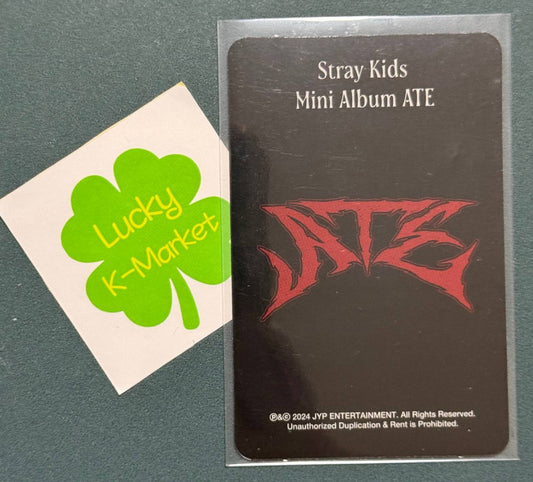 Lucky
K-Market
Stray Kids
Mini Album ATE
ATE
℗&© 2024 JYP ENTERTAINMENT. All Rights Reserved.
Unauthorized Duplication & Rent is Prohibited.